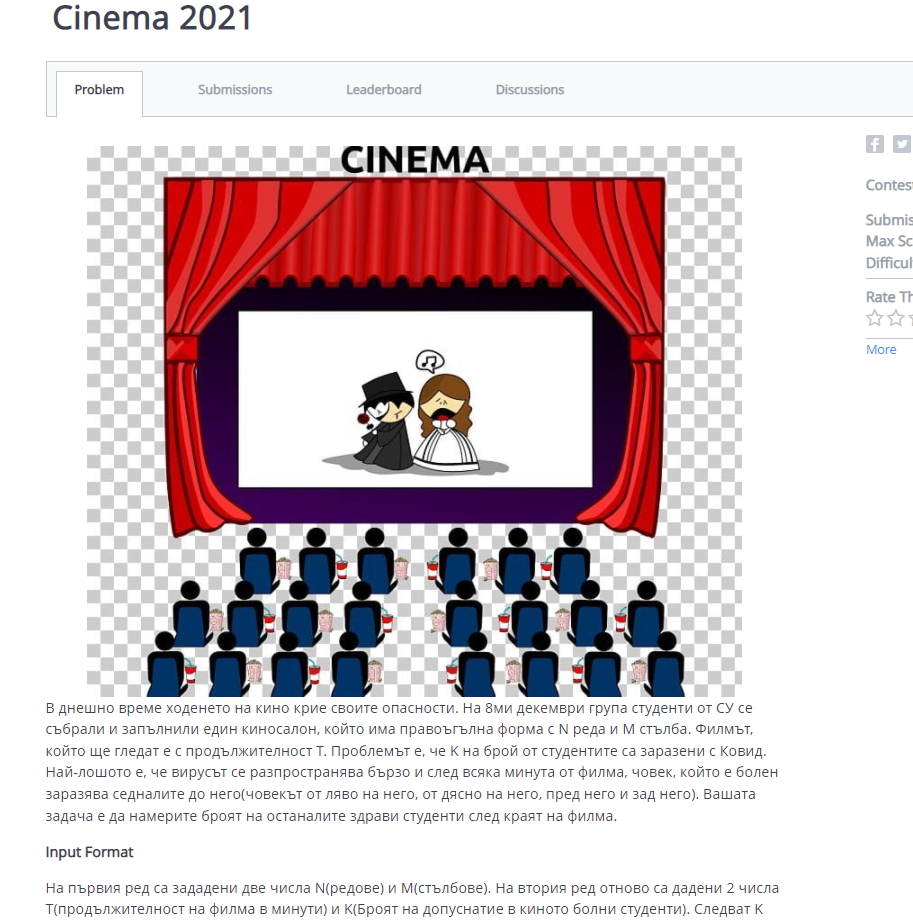 Cinema 2021
Problem
Submissions
Leaderboard
Discussions
CINEMA
В днешно време ходенето на кино крие своите опасности. На 8ми декември група студенти от СУ се
събрали и запълнили един киносалон, който има правоъгълна форма с N реда и M стълба. Филмът,
който ще гледат е с продължителност T. Проблемът е, че K на брой от студентите са заразени с Ковид.
Най-лошото е, че вирусът се разпространява бързо и след всяка минута от филма, човек, който е болен
заразява седналите до него(човекът от ляво на него, от дясно на него, пред него и зад него). Вашата
задача е да намерите броят на останалите здрави студенти след краят на филма.
Input Format
На първия ред са зададени две числа N(редове) и M(стълбове). На втория ред отново са дадени 2 числа
T(продължителност на филма в минути) и K(Броят на допуснатие в киното болни студенти). Следват K
Contest
Submis
Max Sc
Difficul
Rate Th
More